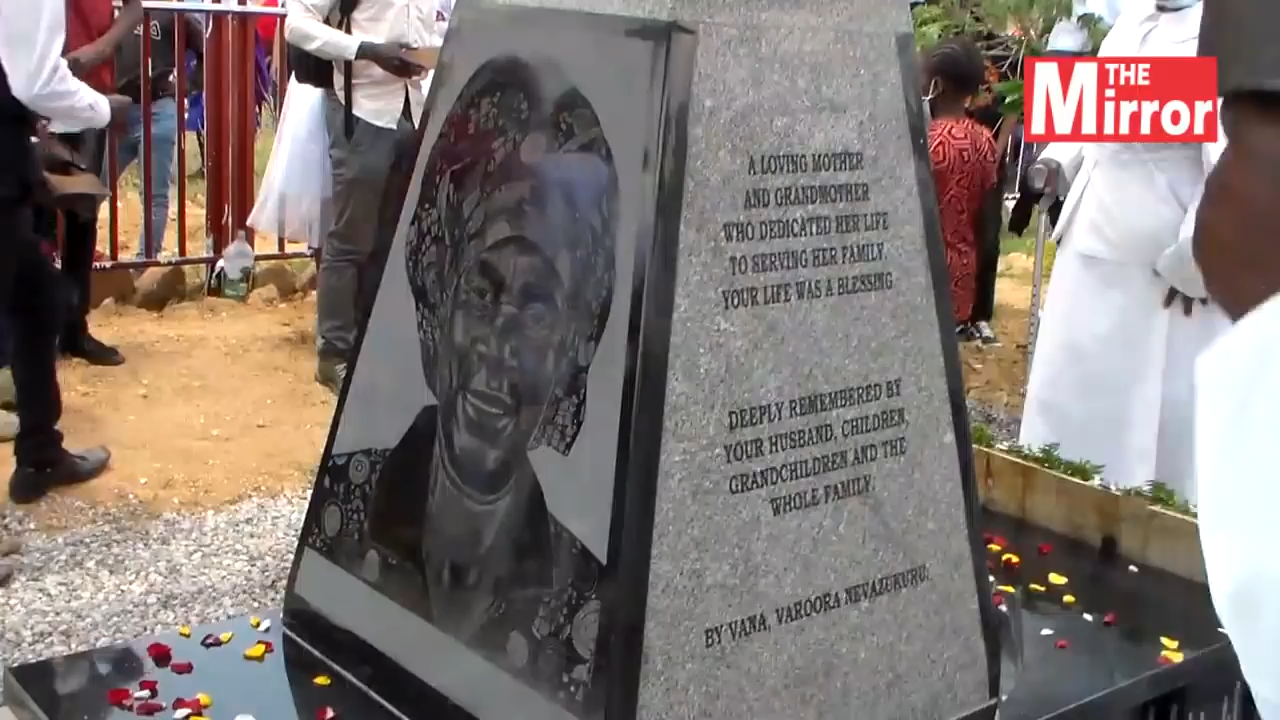 THE
Mirror
A LOVING MOTHER
AND GRANDMOTHER
WHO DEDICATED HER LIFE
TO SERVING HER FAMILY.
YOUR LIFE WAS A BLESSING
DEEPLY REMEMBERED BY
YOUR HUSBAND, CHILDREN,
GRANDCHILDREN AND THE
WHOLE FAMILY.
BY VANA, VAROORA NEVAZUKURU.